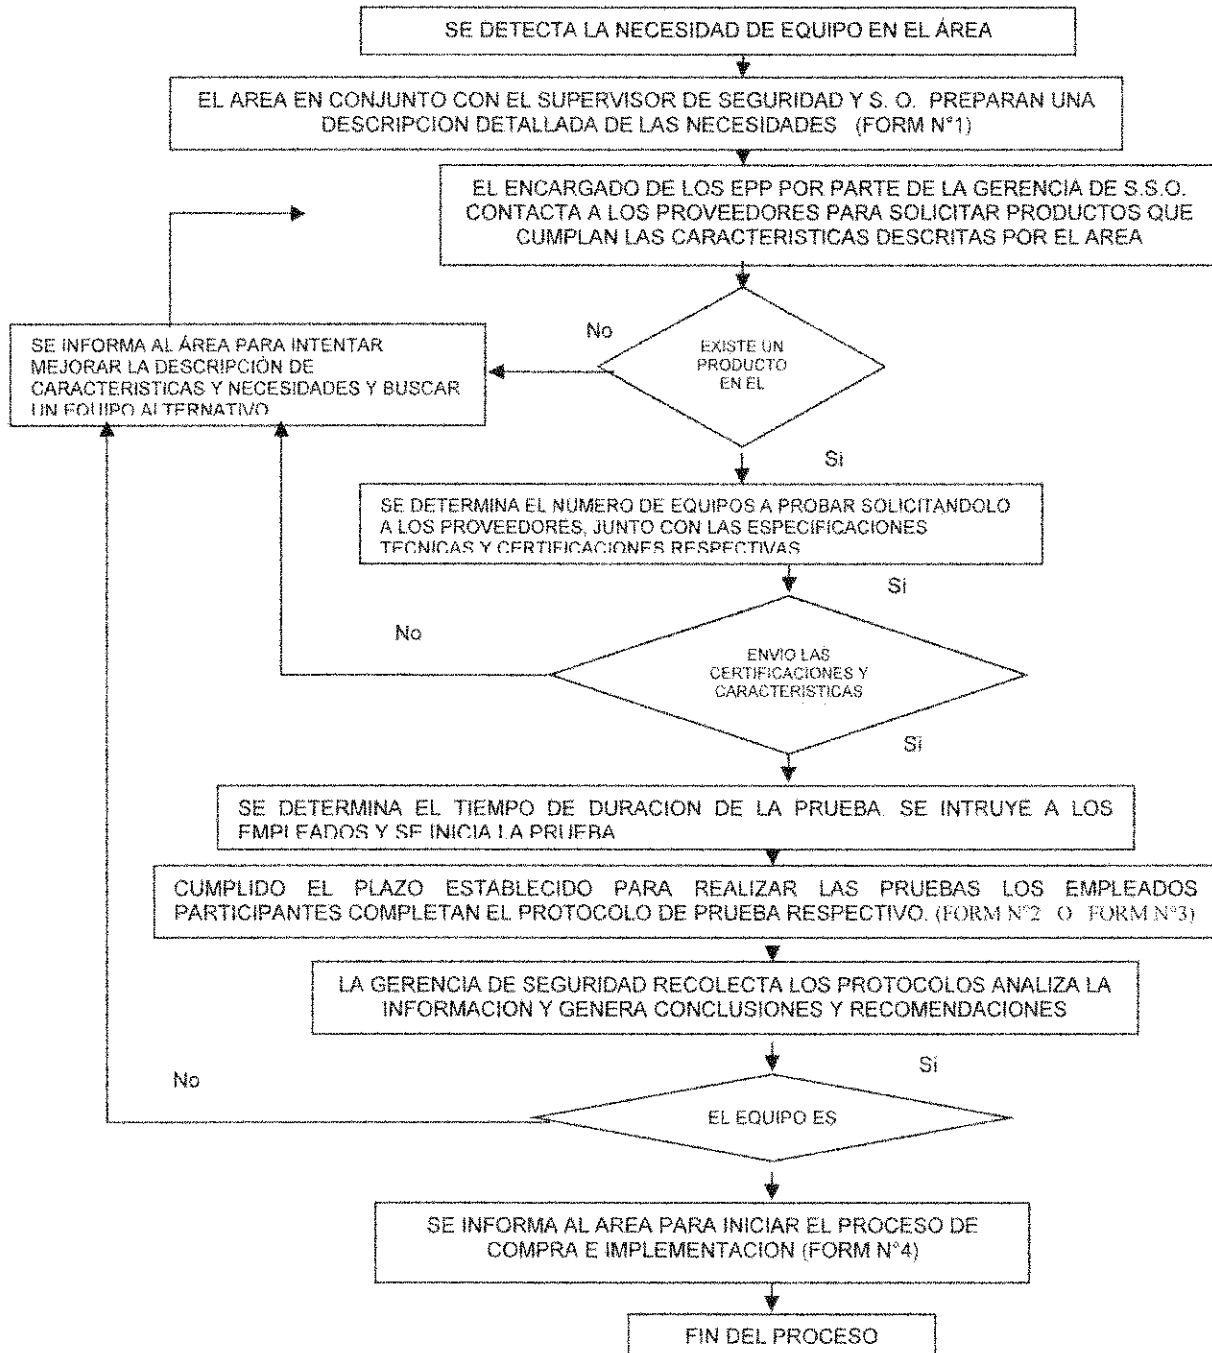 SE DETECTA LA NECESIDAD DE EQUIPO EN EL ÁREA
EL AREA EN CONJUNTO CON EL SUPERVISOR DE SEGURIDAD Y S. O. PREPARAN UNA
DESCRIPCION DETALLADA DE LAS NECESIDADES (FORM N°1)
EL ENCARGADO DE LOS EPP POR PARTE DE LA GERENCIA DE S.S.O.
CONTACTA A LOS PROVEEDORES PARA SOLICITAR PRODUCTOS QUE
CUMPLAN LAS CARACTERISTICAS DESCRITAS POR EL AREA
No
EXISTE UN
PRODUCTO
EN EL
SE INFORMA AL ÁREA PARA INTENTAR
MEJORAR LA DESCRIPCIÓN DE
CARACTERISTICAS Y NECESIDADES Y BUSCAR
UN EQUIPO ALTERNATIVO
Si
SE DETERMINA EL NUMERO DE EQUIPOS A PROBAR SOLICITANDOLO
A LOS PROVEEDORES, JUNTO CON LAS ESPECIFICACIONES
TECNICAS Y CERTIFICACIONES RESPECTIVAS
Si
No
ENVIO LAS
CERTIFICACIONES Y
CARACTERISTICAS
Si
SE DETERMINA EL TIEMPO DE DURACION DE LA PRUEBA. SE INTRUYE A LOS
EMPLEADOS Y SE INICIA LA PRUEBA
CUMPLIDO EL PLAZO ESTABLECIDO PARA REALIZAR LAS PRUEBAS LOS EMPLEADOS
PARTICIPANTES COMPLETAN EL PROTOCOLO DE PRUEBA RESPECTIVO. (FORM N°2 O FORM N°3)
LA GERENCIA DE SEGURIDAD RECOLECTA LOS PROTOCOLOS ANALIZA LA
INFORMACION Y GENERA CONCLUSIONES Y RECOMENDACIONES
Si
No
EL EQUIPO ES
SE INFORMA AL AREA PARA INICIAR EL PROCESO DE
COMPRA E IMPLEMENTACION (FORM N°4)
FIN DEL PROCESO